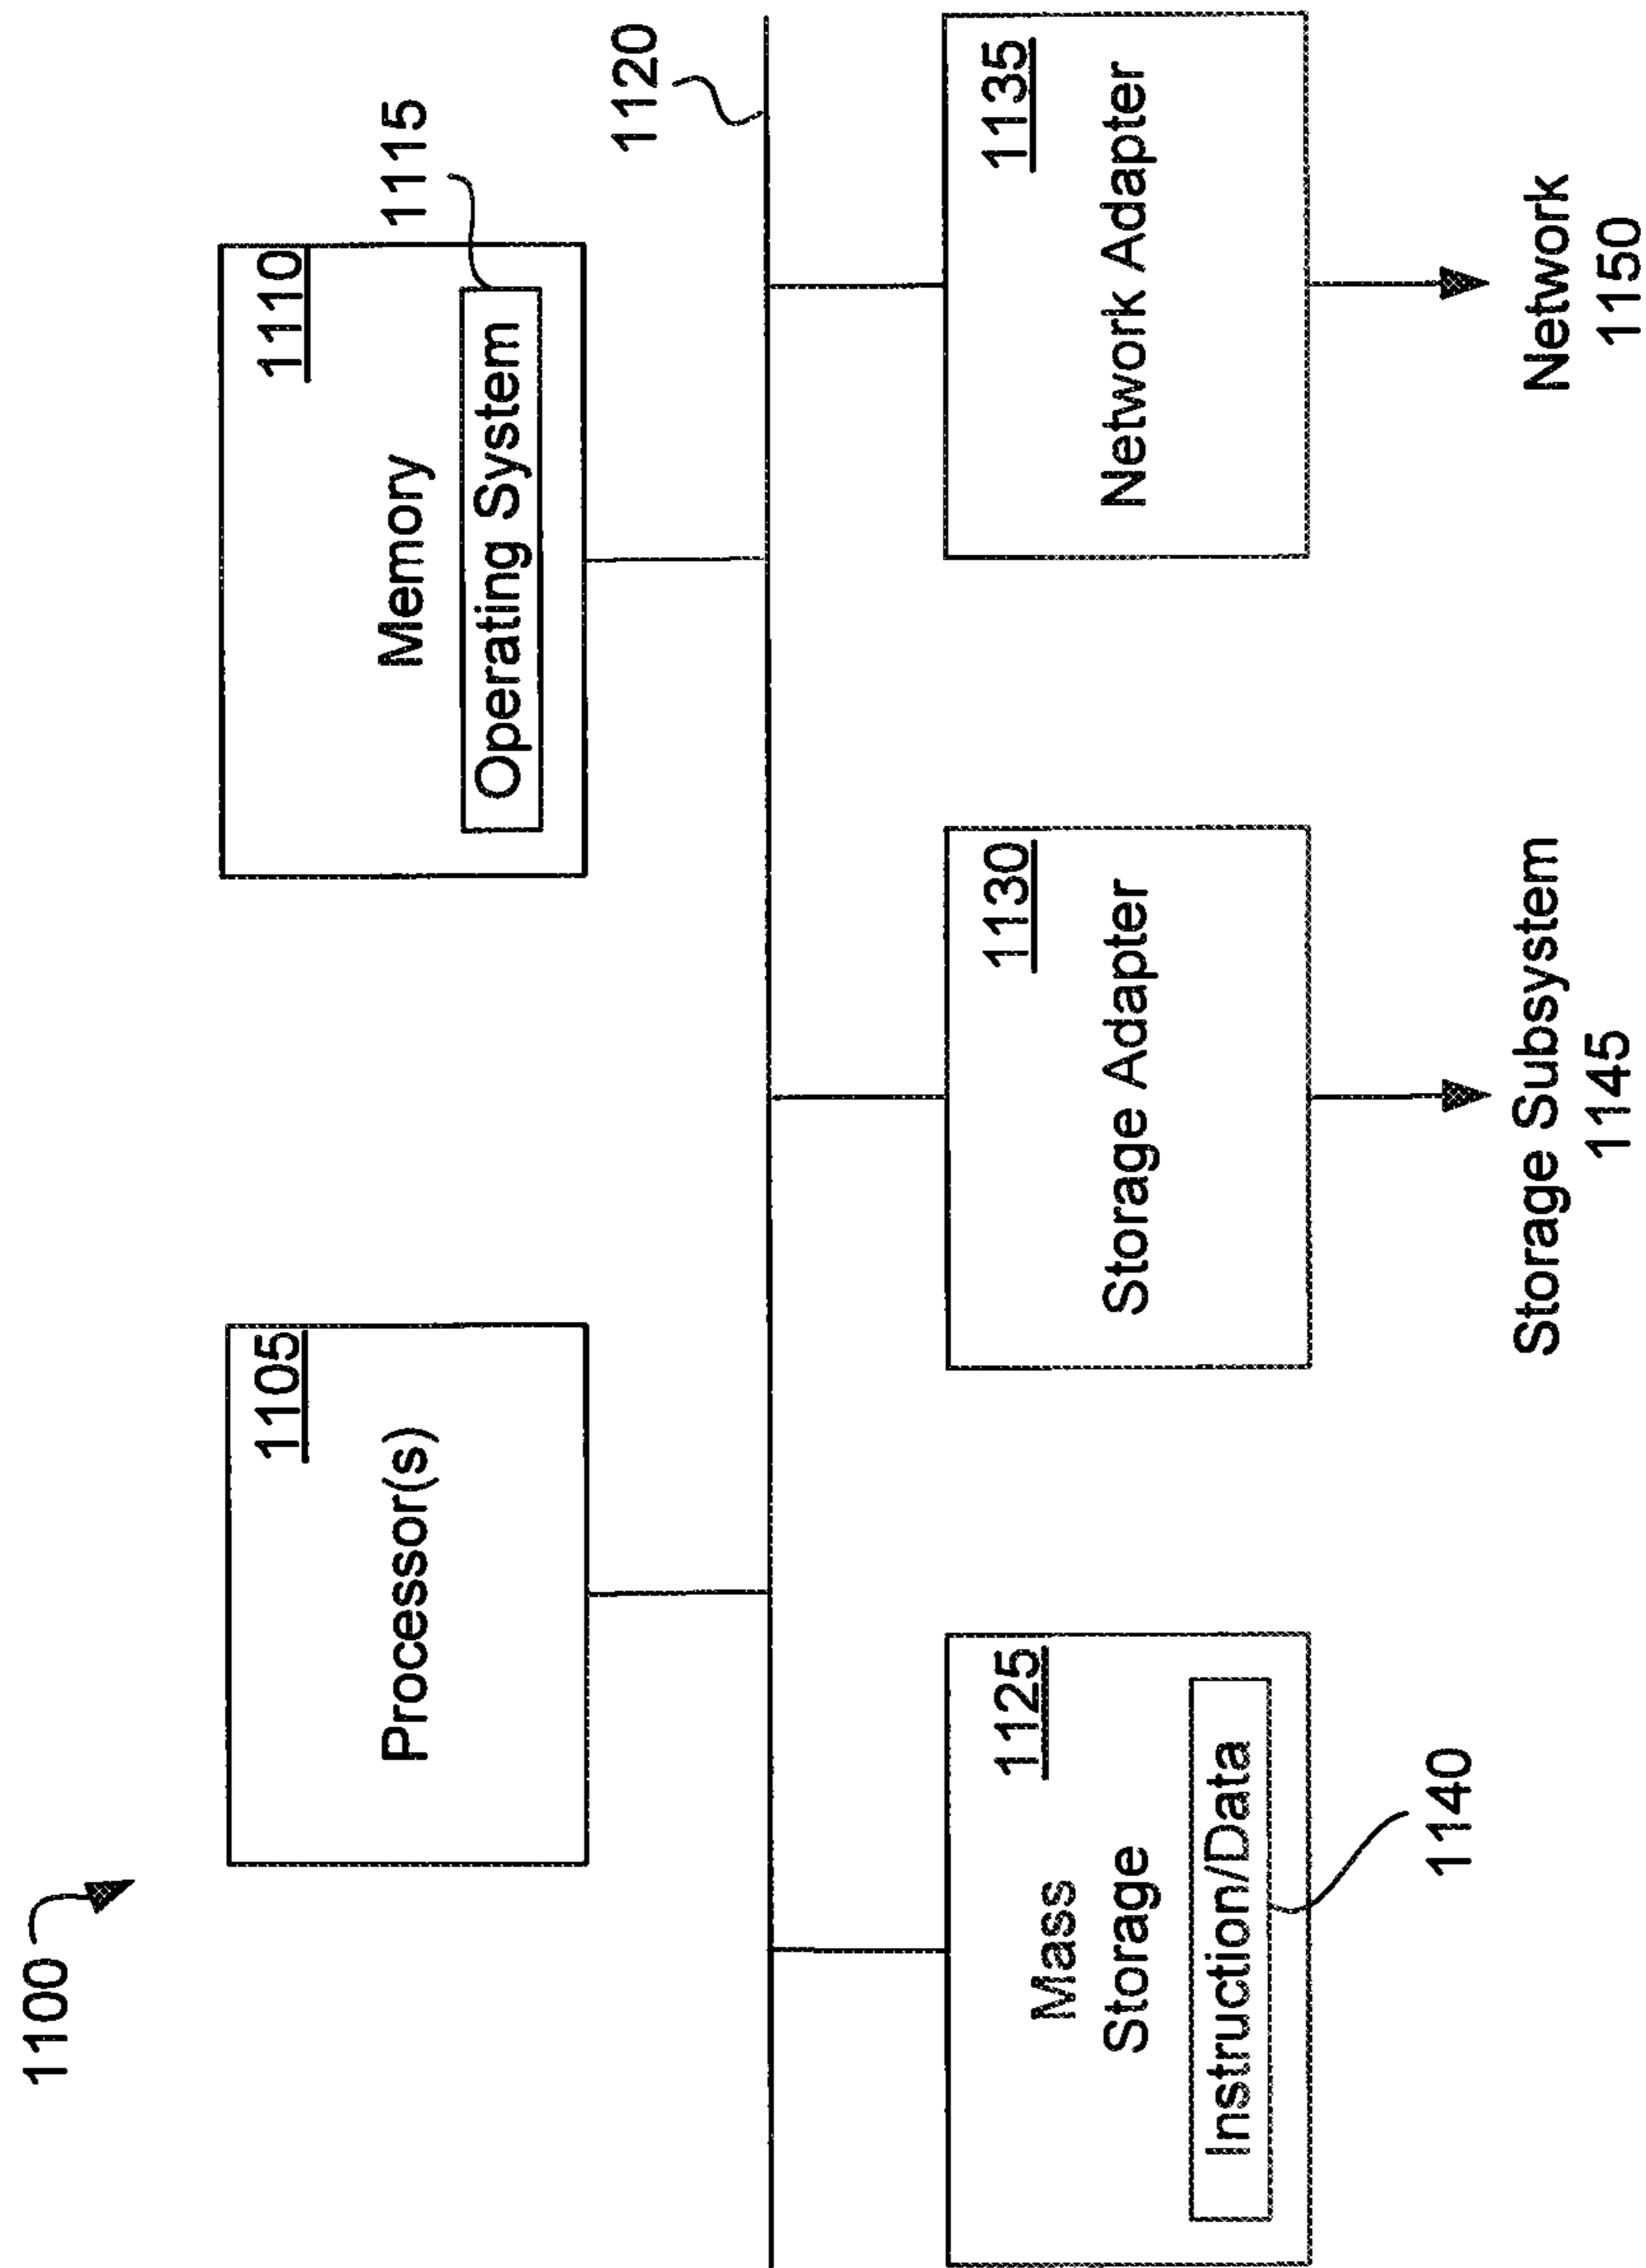 1100
1105
Processor(s)
1110
Memory
Operating System
1115
1120
1125
Mass
Storage
Instruction/Data
1140
1130
Storage Adapter
Storage Subsystem
1145
1135
Network Adapter
Network
1150